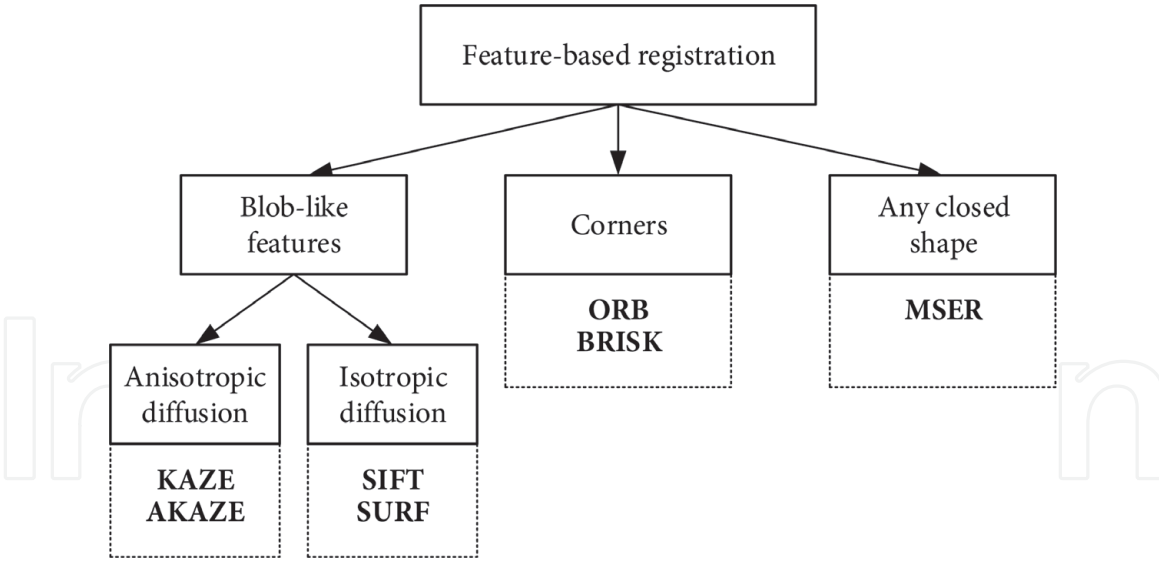 Feature-based registration
Blob-like
features
Corners
Any closed
shape
ORB
BRISK
MSER
Anisotropic
diffusion
Isotropic
diffusion
KAZE
AKAZE
SIFT
SURF